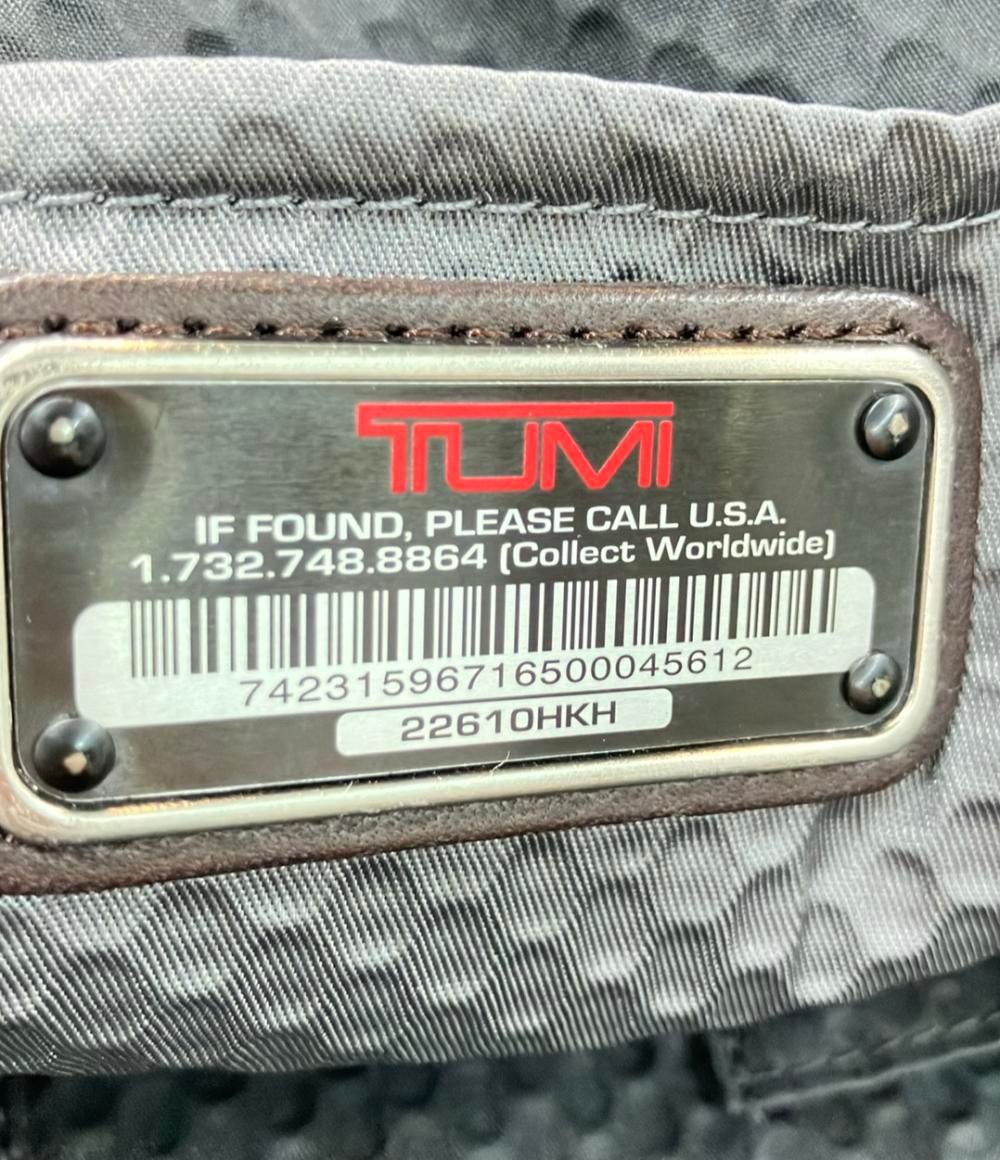 TUMI
IF FOUND, PLEASE CALL U.S.A.
1.732.748.8864 (Collect Worldwide)
74231596716500045612
22610HKH